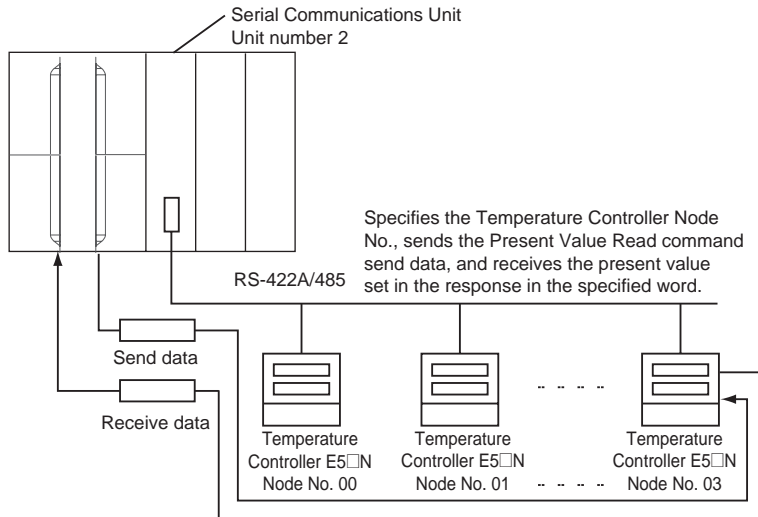 Serial Communications Unit
Unit number 2
Specifies the Temperature Controller Node
No., sends the Present Value Read command
send data, and receives the present value
set in the response in the specified word.
RS-422A/485
Send data
Receive data
Temperature
Controller E5□N
Node No. 00
Temperature
Controller E5□N
Node No. 01
Temperature
Controller E5□N
Node No. 03